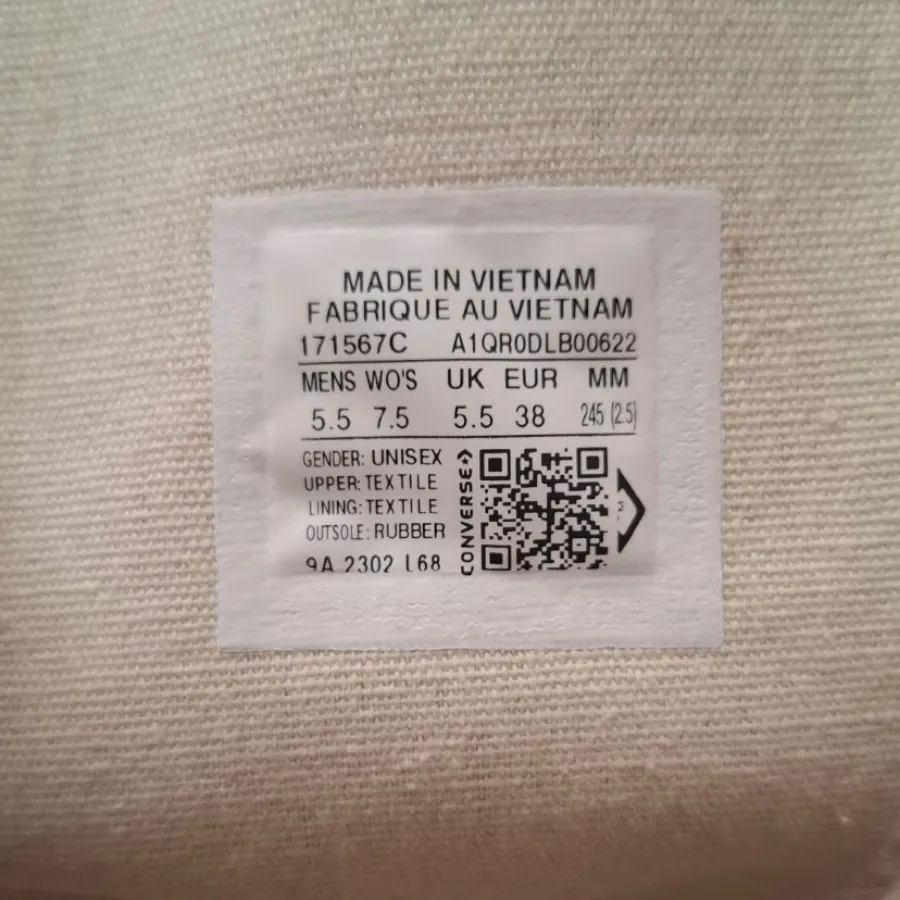 MADE IN VIETNAM
FABRIQUE AU VIETNAM
171567C A1QR0DLB00622
MENS WO'S UK EUR MM
5.5 7.5 5.5 38 245 (2.5)
GENDER: UNISEX
UPPER: TEXTILE
LINING: TEXTILE
OUTSOLE: RUBBER
9A 2302 L68
CONVERSE